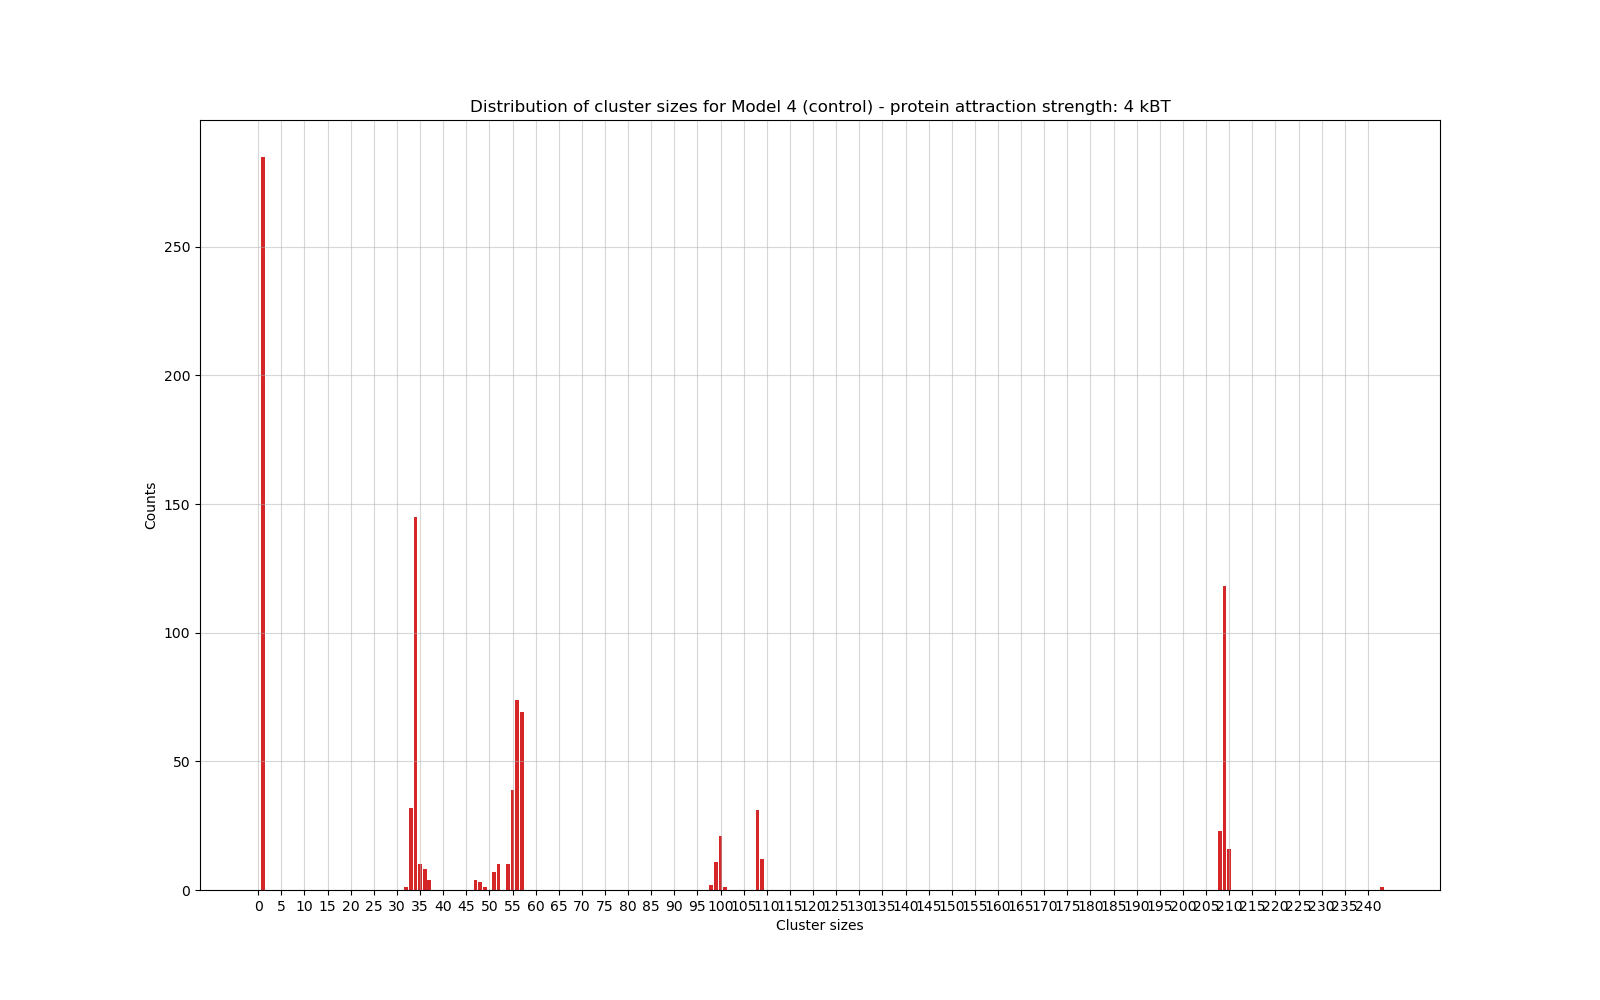 Distribution of cluster sizes for Model 4 (control) - protein attraction strength: 4 kBT
250
200
150
100
50
0
Counts
0 5 10 15 20 25 30 35 40 45 50 55 60 65 70 75 80 85 90 95 100 105 110 115 120 125 130 135 140 145 150 155 160 165 170 175 180 185 190 195 200 205 210 215 220 225 230 235 240
Cluster sizes